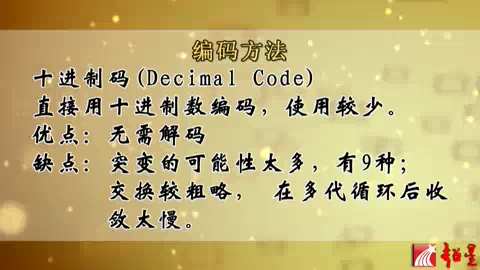 编码方法
十进制码(Decimal Code)
直接用十进制数编码，使用较少。
优点：无需解码
缺点：突变的可能性太多，有9种；
交换较粗略， 在多代循环后收
敛太慢。
超星